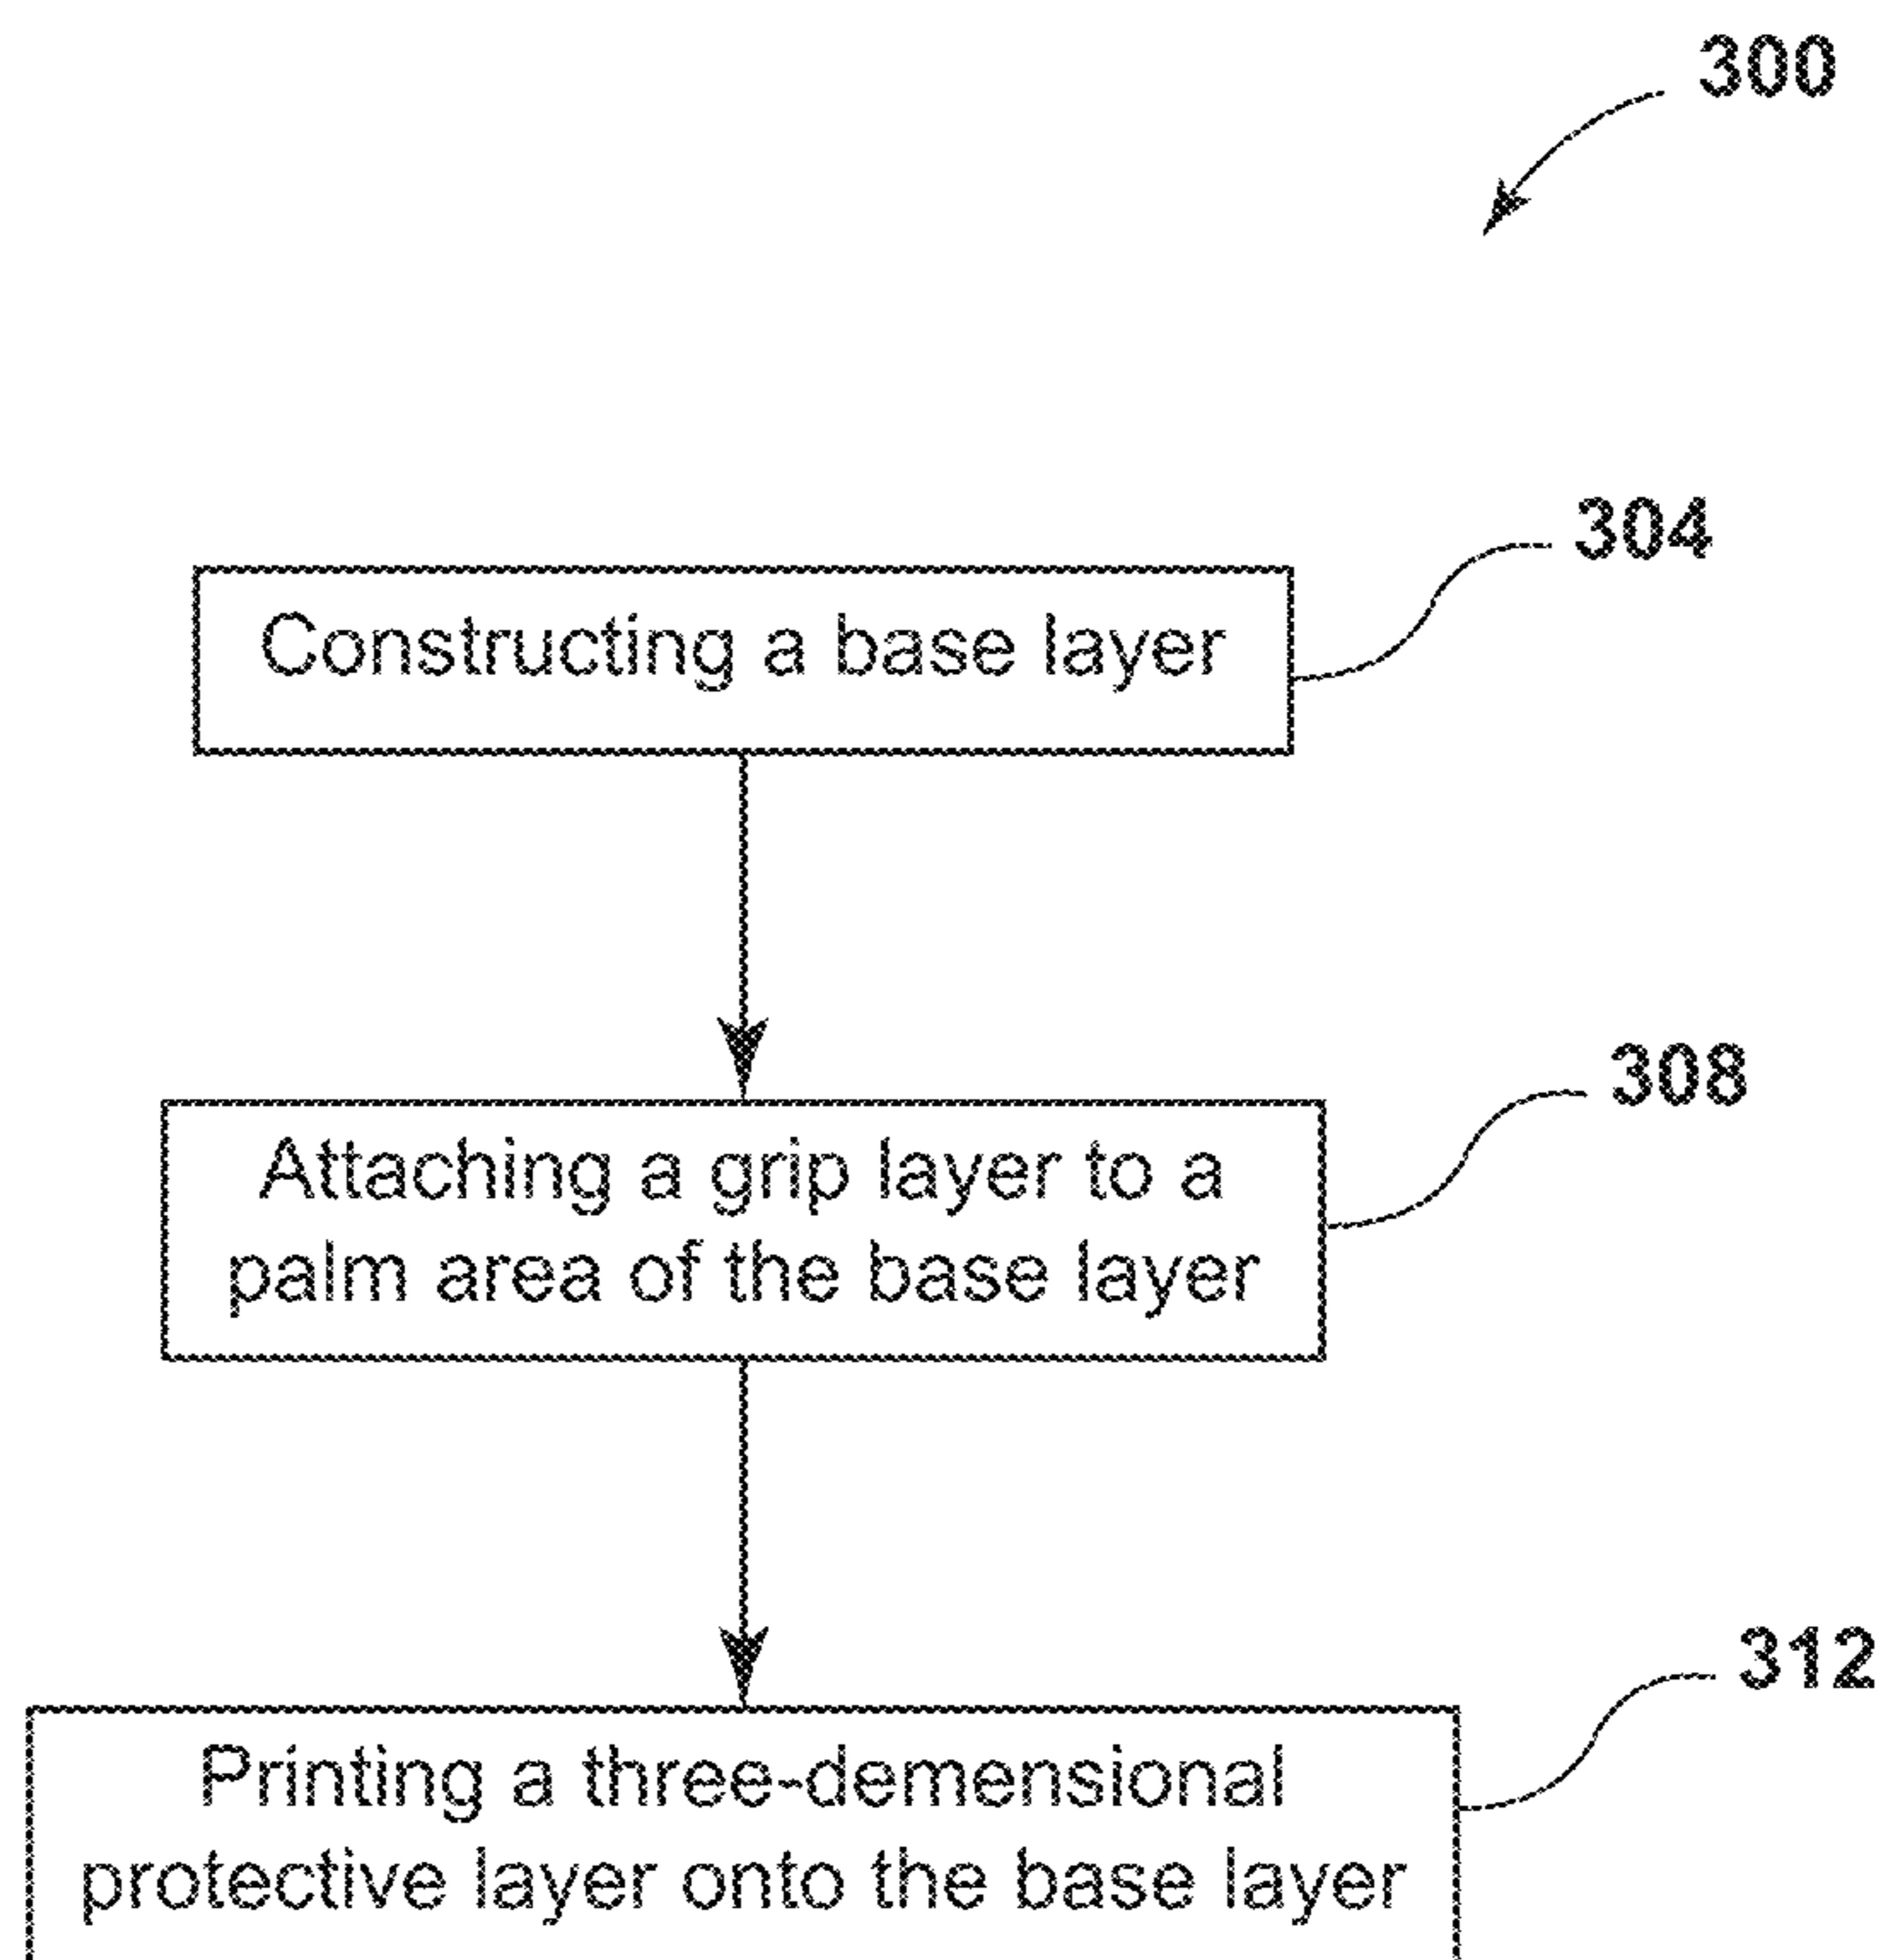 300
304
Constructing a base layer
308
Attaching a grip layer to a
palm area of the base layer
312
Printing a three-demensional
protective layer onto the base layer